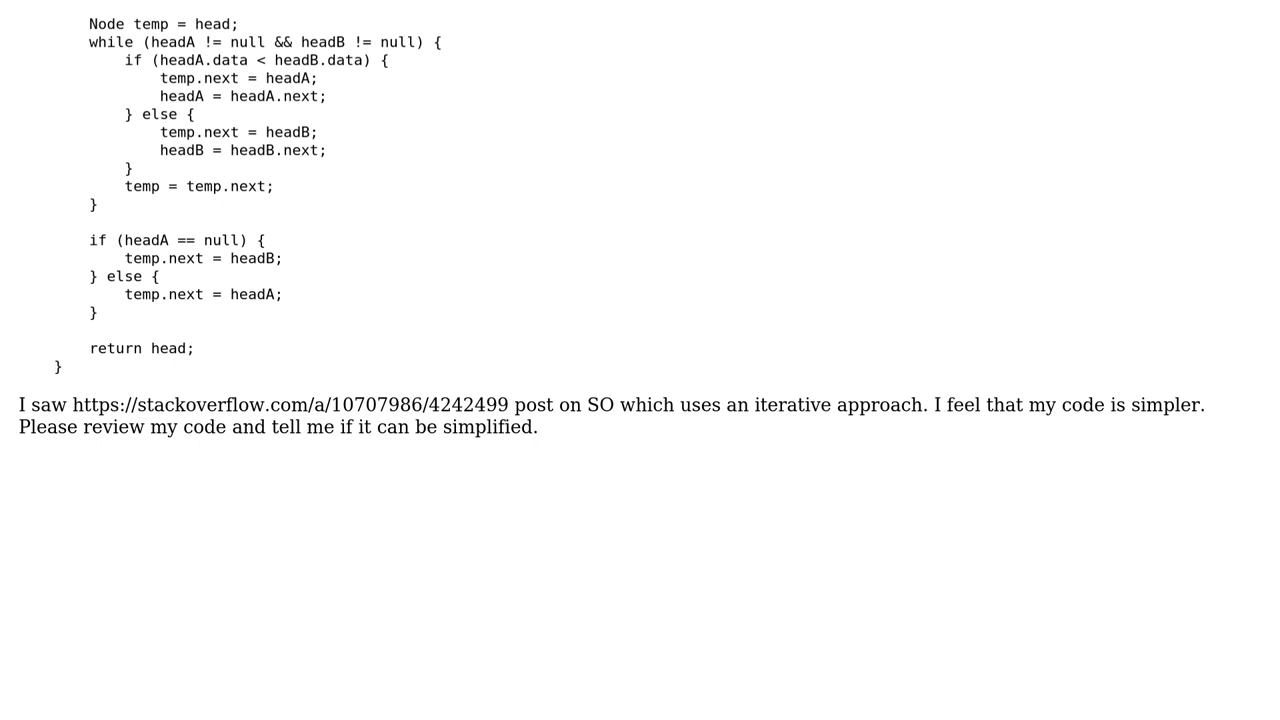 Node temp = head;
while (headA != null && headB != null) {
if (headA.data < headB.data) {
temp.next = headA;
headA = headA.next;
} else {
temp.next = headB;
headB = headB.next;
}
temp = temp.next;
}
if (headA == null) {
temp.next = headB;
} else {
temp.next = headA;
}
return head;
}
I saw https://stackoverflow.com/a/10707986/4242499 post on SO which uses an iterative approach. I feel that my code is simpler.
Please review my code and tell me if it can be simplified.